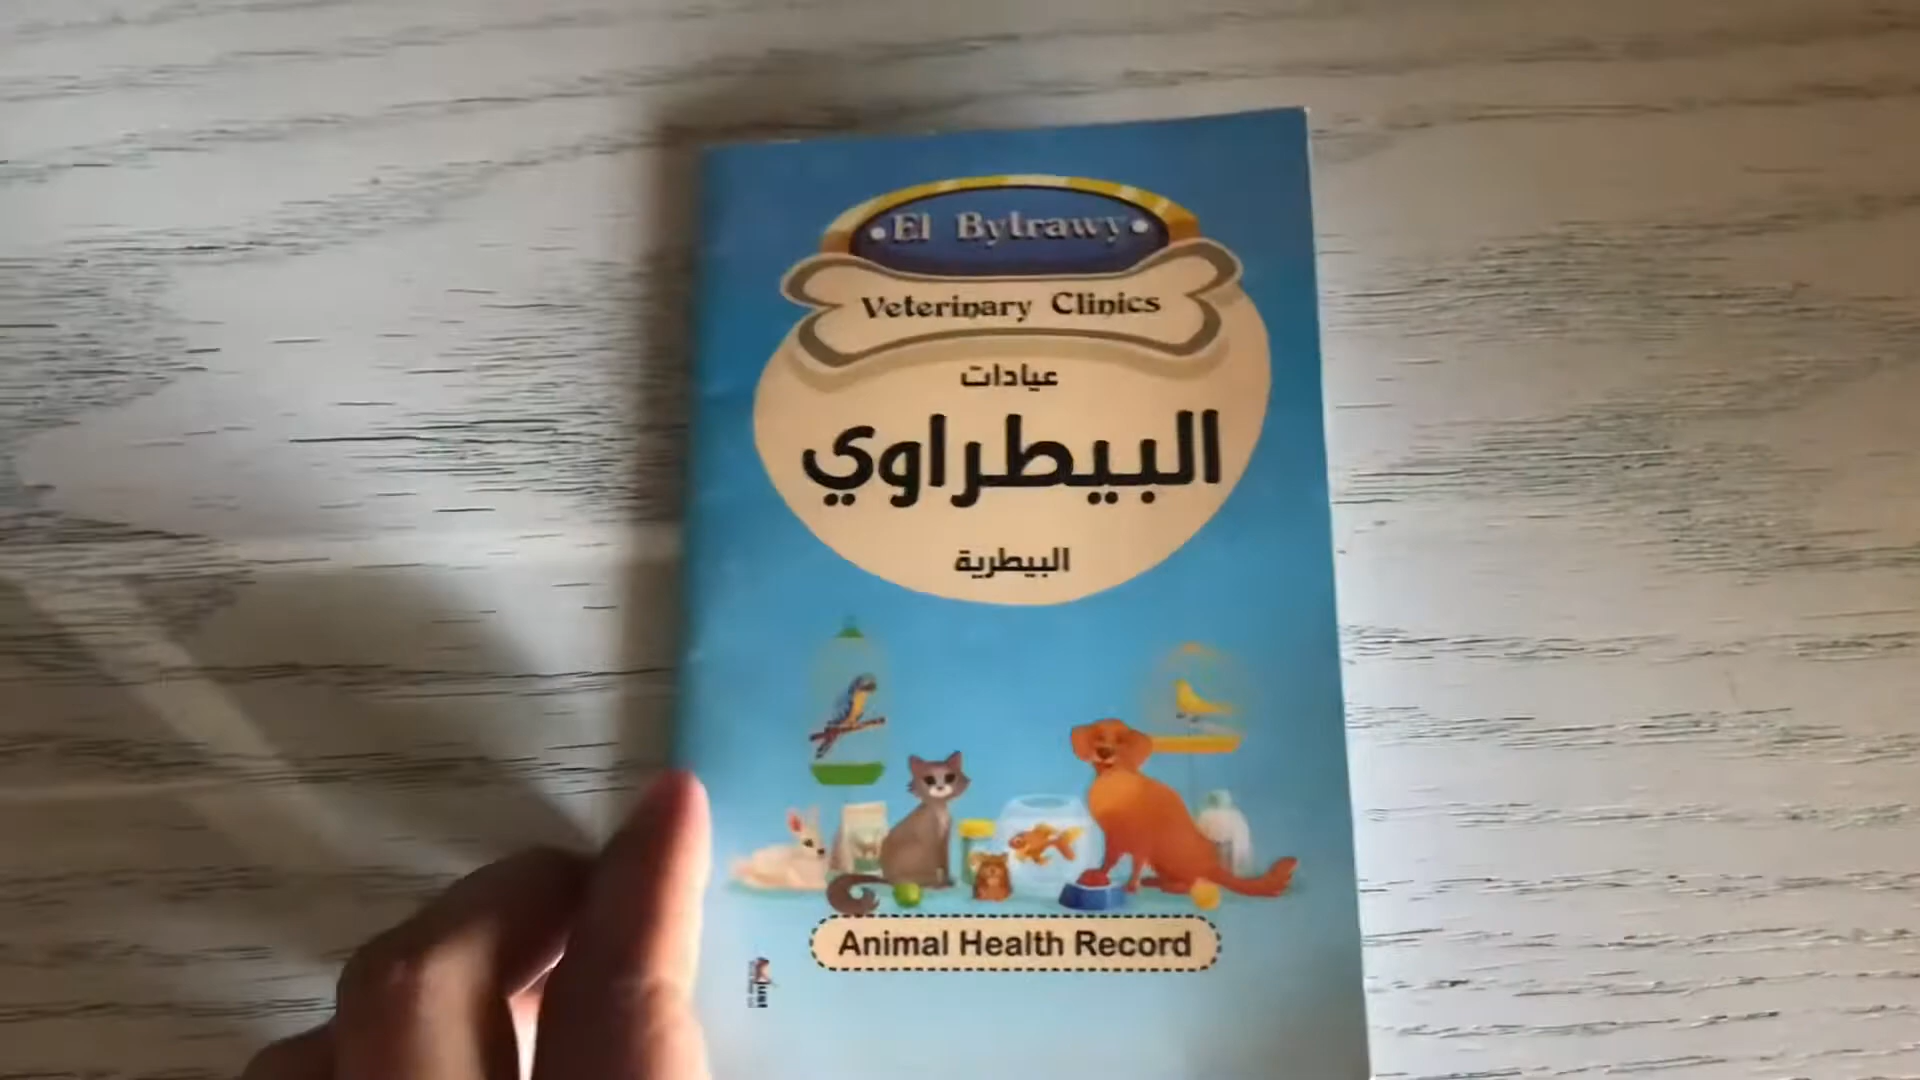 El Bytrawy
Veterinary Clinics
عيادات
البيطراوي
البيطرية
Animal Health Record